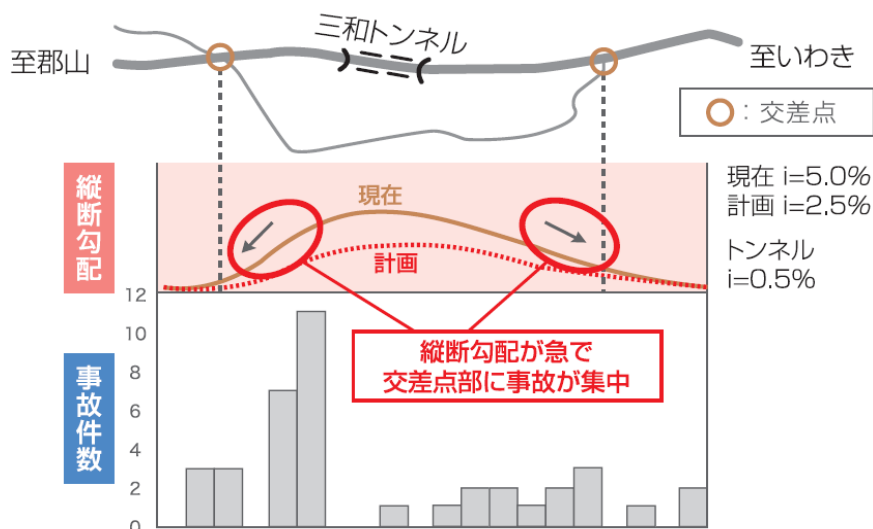 三和トンネル
至郡山
至いわき
：交差点
縦断勾配
現在
計画
現在 i=5.0%
計画 i=2.5%
トンネル
i=0.5%
縦断勾配が急で
交差点部に事故が集中
事故件数
12
10
8
6
4
2
0